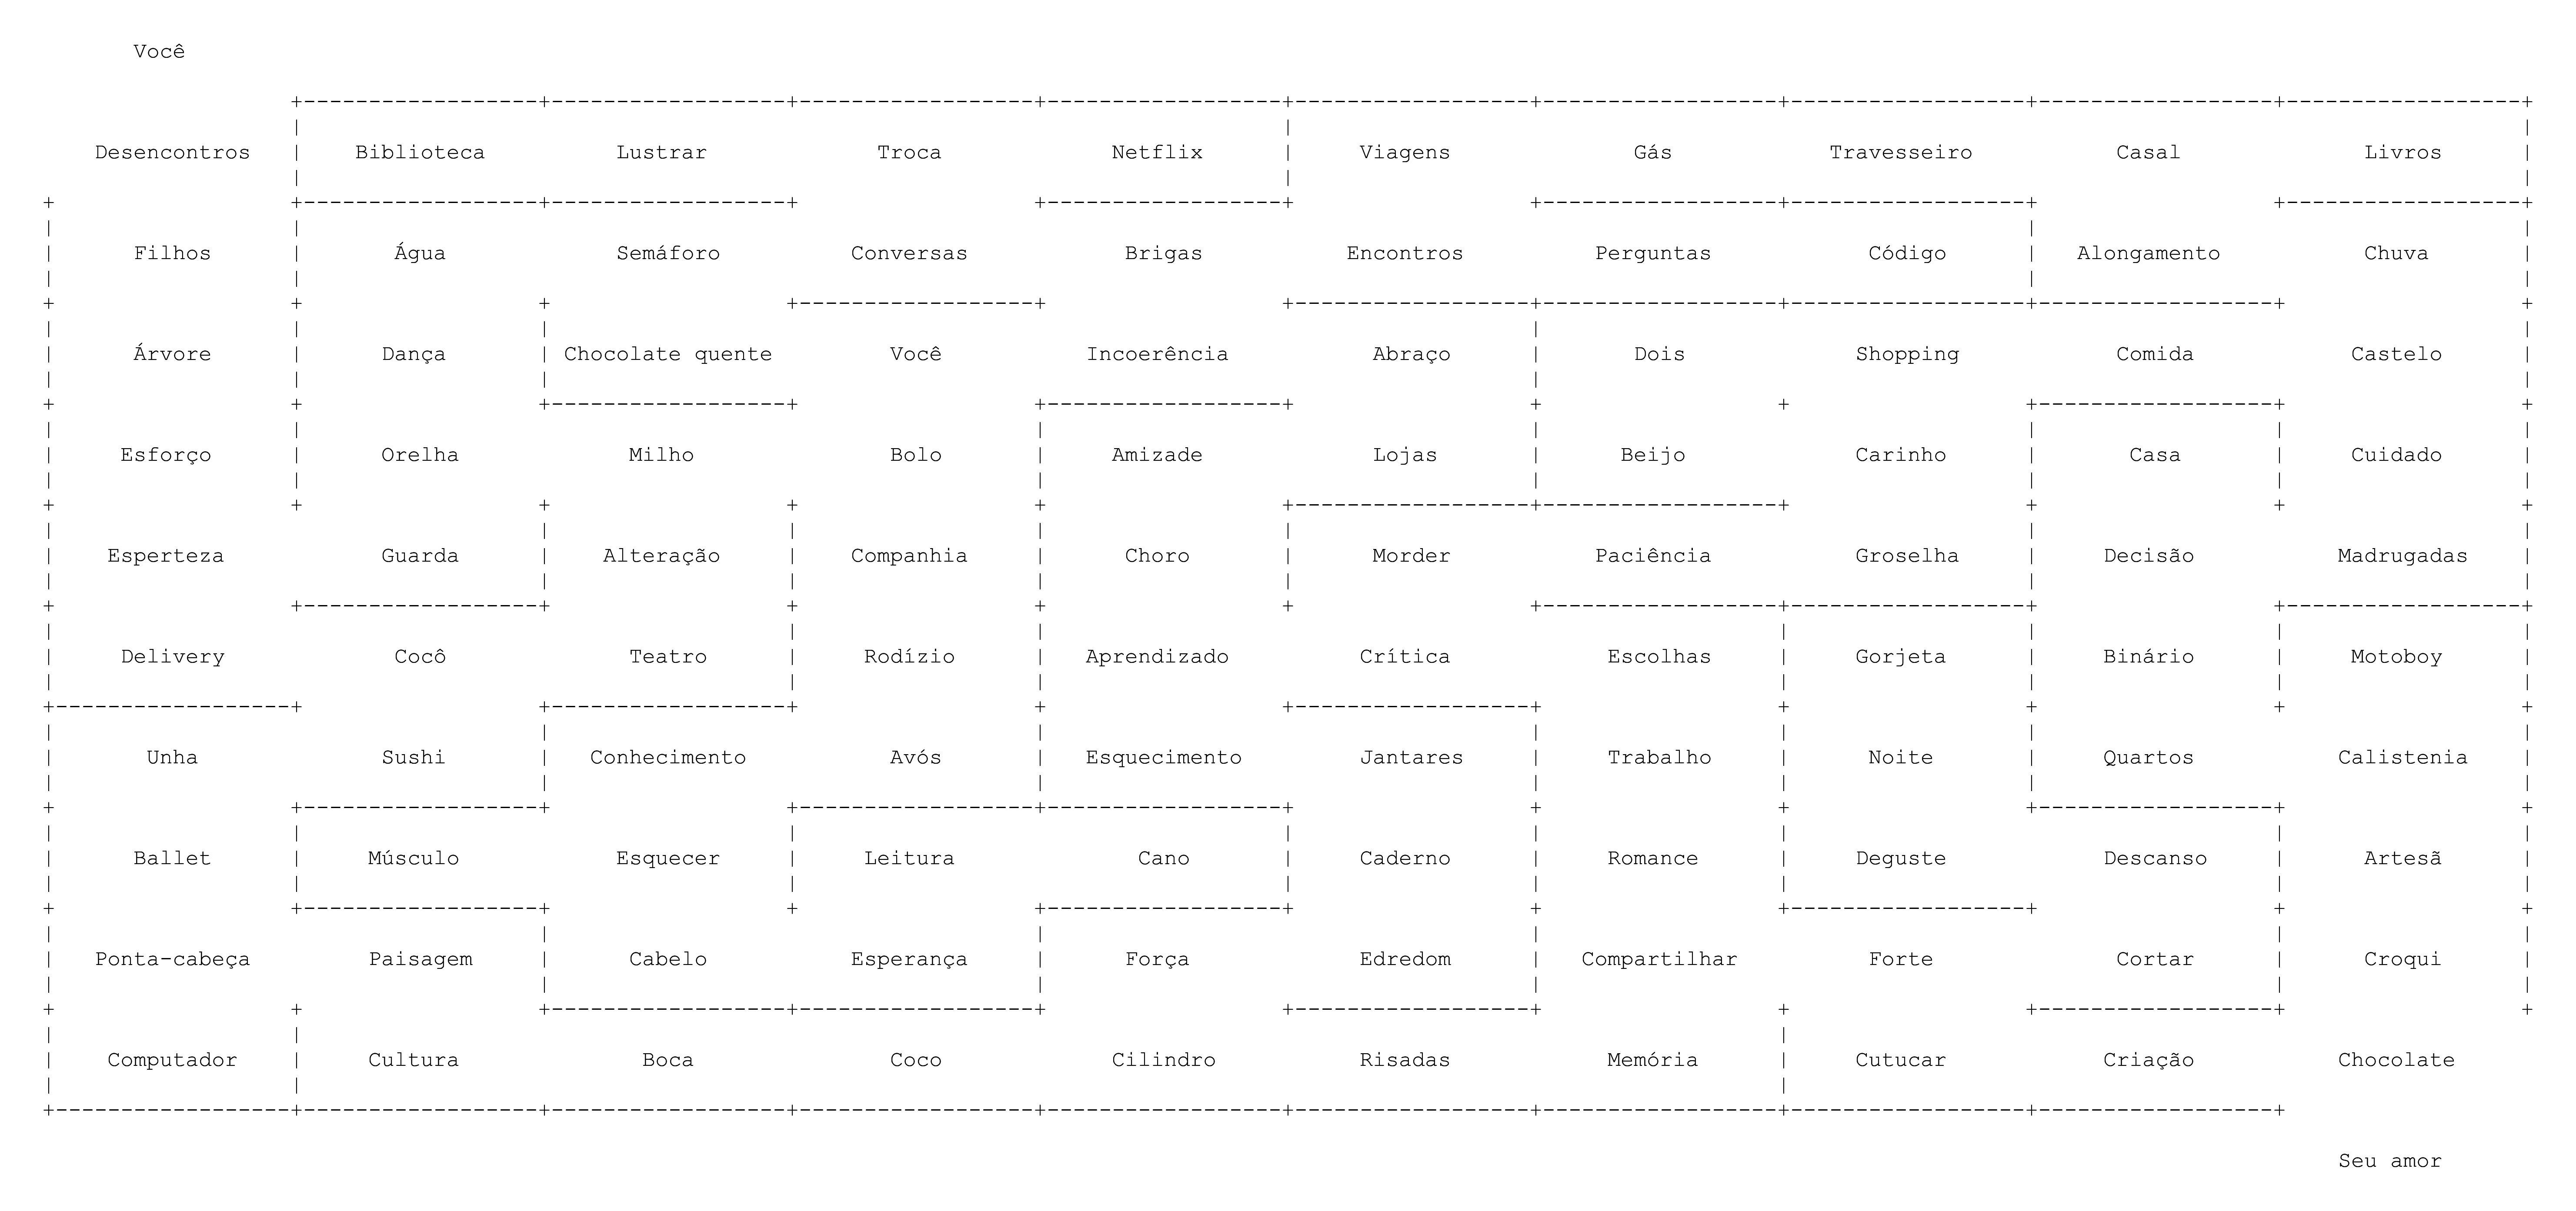 Você
Desencontros Biblioteca Lustrar Troca Netflix Viagens Gás Travesseiro Casal Livros
Filhos Água Semáforo Conversas Brigas Encontros Perguntas Código Alongamento Chuva
Árvore Dança Chocolate quente Você Incoerência Abraço Dois Shopping Comida Castelo
Esforço Orelha Milho Bolo Amizade Lojas Beijo Carinho Casa Cuidado
Esperteza Guarda Alteração Companhia Choro Morder Paciência Groselha Decisão Madrugadas
Delivery Cocô Teatro Rodízio Aprendizado Crítica Escolhas Gorjeta Binário Motoboy
Unha Sushi Conhecimento Avós Esquecimento Jantares Trabalho Noite Quartos Calistenia
Ballet Músculo Esquecer Leitura Cano Caderno Romance Deguste Descanso Artesã
Ponta-cabeça Paisagem Cabelo Esperança Força Edredom Compartilhar Forte Cortar Croqui
Computador Cultura Boca Coco Cilindro Risadas Memória Cutucar Criação Chocolate
Seu amor